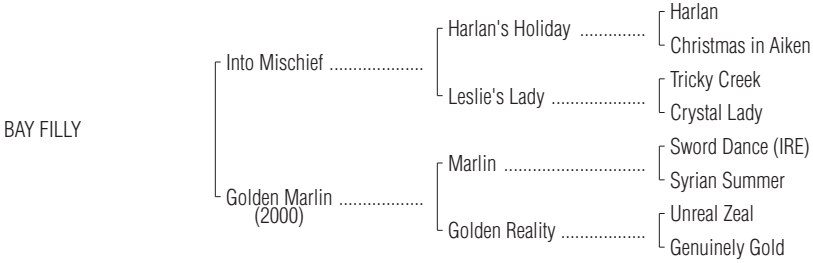 Harlan
Harlan's Holiday ..............
Christmas in Aiken
Into Mischief ....................
Tricky Creek
Leslie's Lady ....................
Crystal Lady
BAY FILLY
Sword Dance (IRE)
Marlin ..............................
Syrian Summer
Golden Marlin ..................
(2000)
Unreal Zeal
Golden Reality ..................
Genuinely Gold